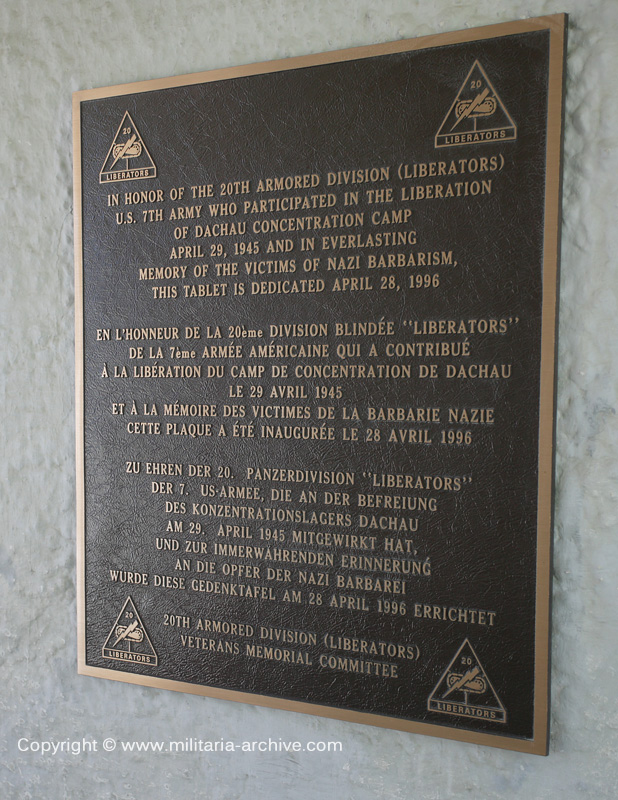 20
LIBERATORS
20
LIBERATORS
IN HONOR OF THE 20TH ARMORED DIVISION (LIBERATORS)
U.S. 7TH ARMY WHO PARTICIPATED IN THE LIBERATION
OF DACHAU CONCENTRATION CAMP
APRIL 29, 1945 AND IN EVERLASTING
MEMORY OF THE VICTIMS OF NAZI BARBARISM,
THIS TABLET IS DEDICATED APRIL 28, 1996
EN L'HONNEUR DE LA 20ème DIVISION BLINDÉE "LIBERATORS"
DE LA 7ème ARMÉE AMÉRICAINE QUI A CONTRIBUÉ
À LA LIBÉRATION DU CAMP DE CONCENTRATION DE DACHAU
LE 29 AVRIL 1945
ET À LA MÉMOIRE DES VICTIMES DE LA BARBARIE NAZIE
CETTE PLAQUE A ÉTÉ INAUGURÉE LE 28 AVRIL 1996
ZU EHREN DER 20. PANZERDIVISION "LIBERATORS"
DER 7. US-ARMEE, DIE AN DER BEFREIUNG
DES KONZENTRATIONSLAGERS DACHAU
AM 29. APRIL 1945 MITGEWIRKT HAT,
UND ZUR IMMERWÄHRENDEN ERINNERUNG
AN DIE OPFER DER NAZI BARBAREI
WURDE DIESE GEDENKTAFEL AM 28 APRIL 1996 ERRICHTET
20TH ARMORED DIVISION (LIBERATORS)
VETERANS MEMORIAL COMMITTEE
20
LIBERATORS
20
LIBERATORS
Copyright © www.militaria-archive.com